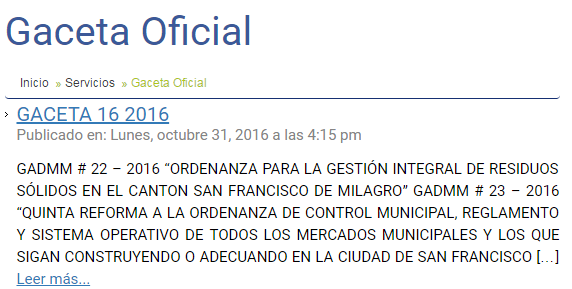 Gaceta Oficial
Inicio » Servicios » Gaceta Oficial
GACETA 16 2016
Publicado en: Lunes, octubre 31, 2016 a las 4:15 pm
GADMM # 22 – 2016 “ORDENANZA PARA LA GESTIÓN INTEGRAL DE RESIDUOS
SÓLIDOS EN EL CANTON SAN FRANCISCO DE MILAGRO” GADMM # 23 – 2016
“QUINTA REFORMA A LA ORDENANZA DE CONTROL MUNICIPAL, REGLAMENTO
Y SISTEMA OPERATIVO DE TODOS LOS MERCADOS MUNICIPALES Y LOS QUE
SIGAN CONSTRUYENDO O ADECUANDO EN LA CIUDAD DE SAN FRANCISCO [...]
Leer más...